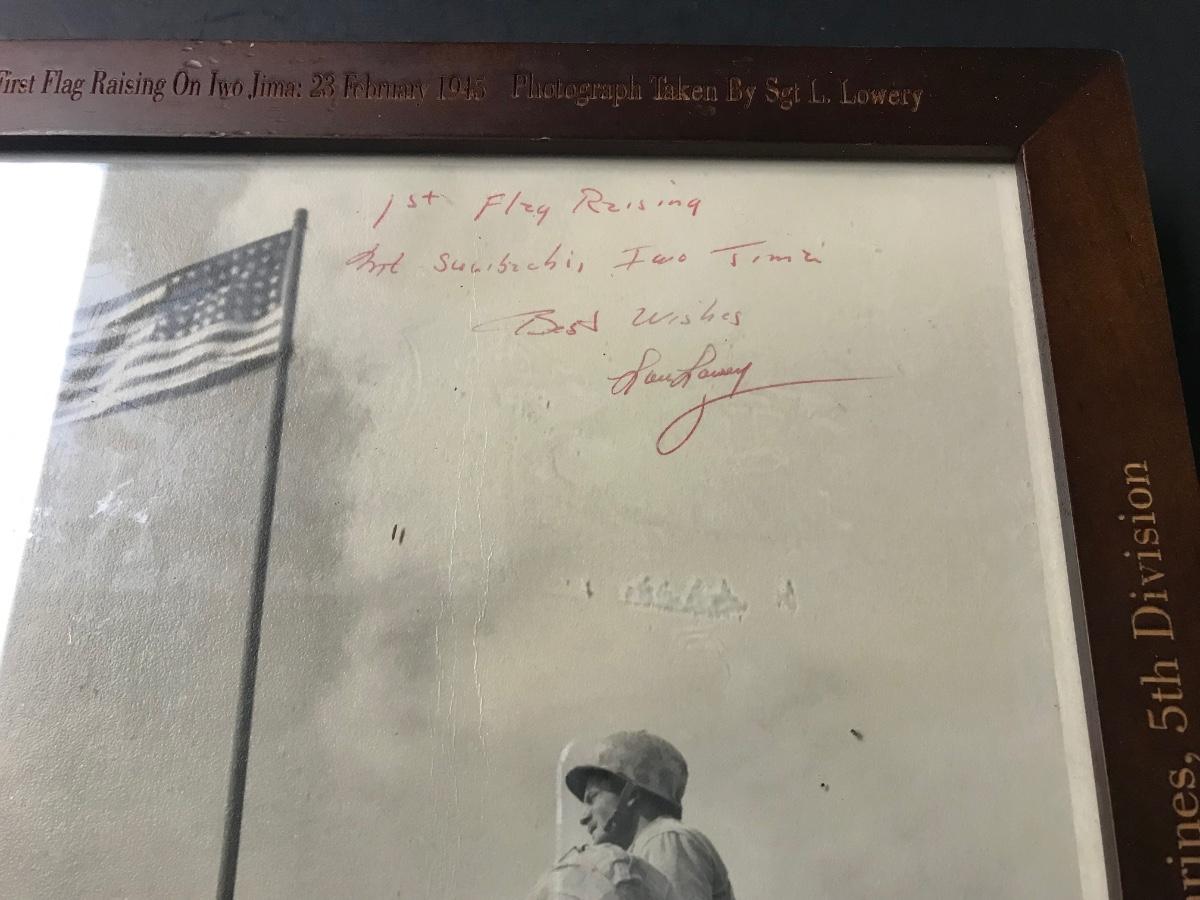 First Flag Raising On Iwo Jima: 23 February 1945 Photograph Taken By Sgt L. Lowery
1st Flag Raising
Mt Suribachi, Iwo Jima
Best Wishes
Lou Lowery
rines, 5th Division